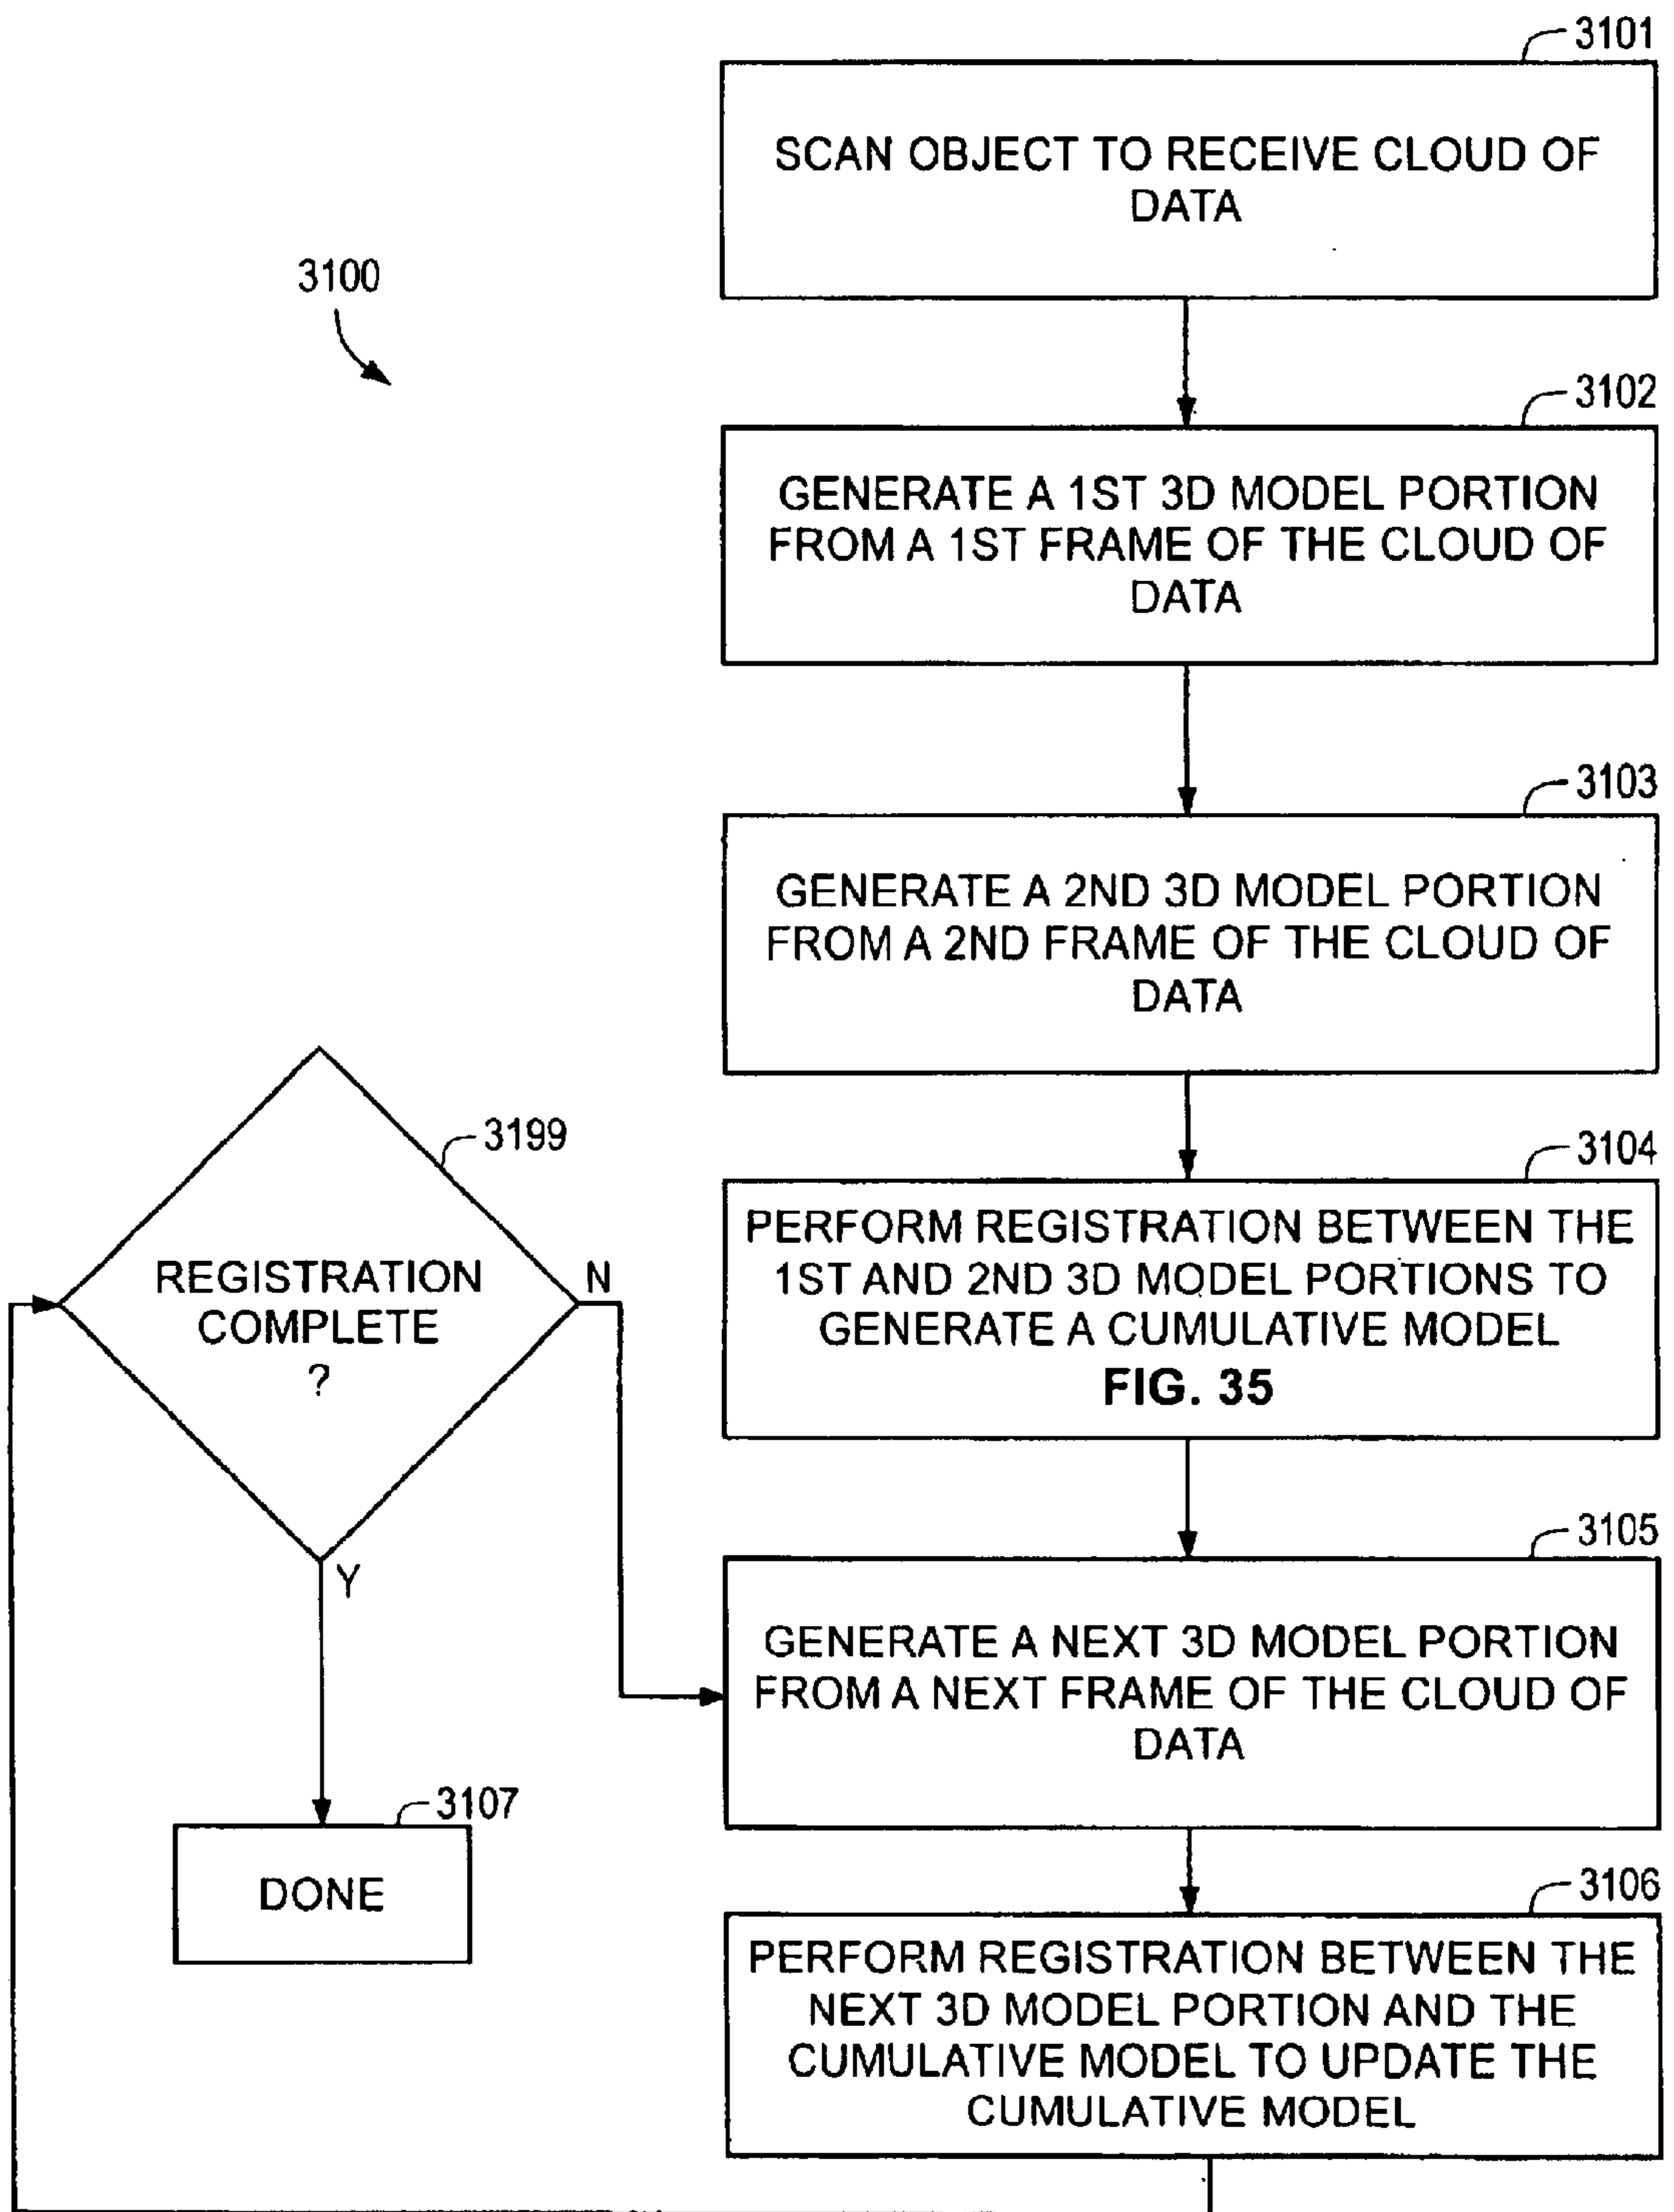 3101
SCAN OBJECT TO RECEIVE CLOUD OF
DATA
3100
3102
GENERATE A 1ST 3D MODEL PORTION
FROM A 1ST FRAME OF THE CLOUD OF
DATA
3103
GENERATE A 2ND 3D MODEL PORTION
FROM A 2ND FRAME OF THE CLOUD OF
DATA
3199
REGISTRATION
COMPLETE
?
N
Y
3104
PERFORM REGISTRATION BETWEEN THE
1ST AND 2ND 3D MODEL PORTIONS TO
GENERATE A CUMULATIVE MODEL
FIG. 35
3105
GENERATE A NEXT 3D MODEL PORTION
FROM A NEXT FRAME OF THE CLOUD OF
DATA
3107
DONE
3106
PERFORM REGISTRATION BETWEEN THE
NEXT 3D MODEL PORTION AND THE
CUMULATIVE MODEL TO UPDATE THE
CUMULATIVE MODEL